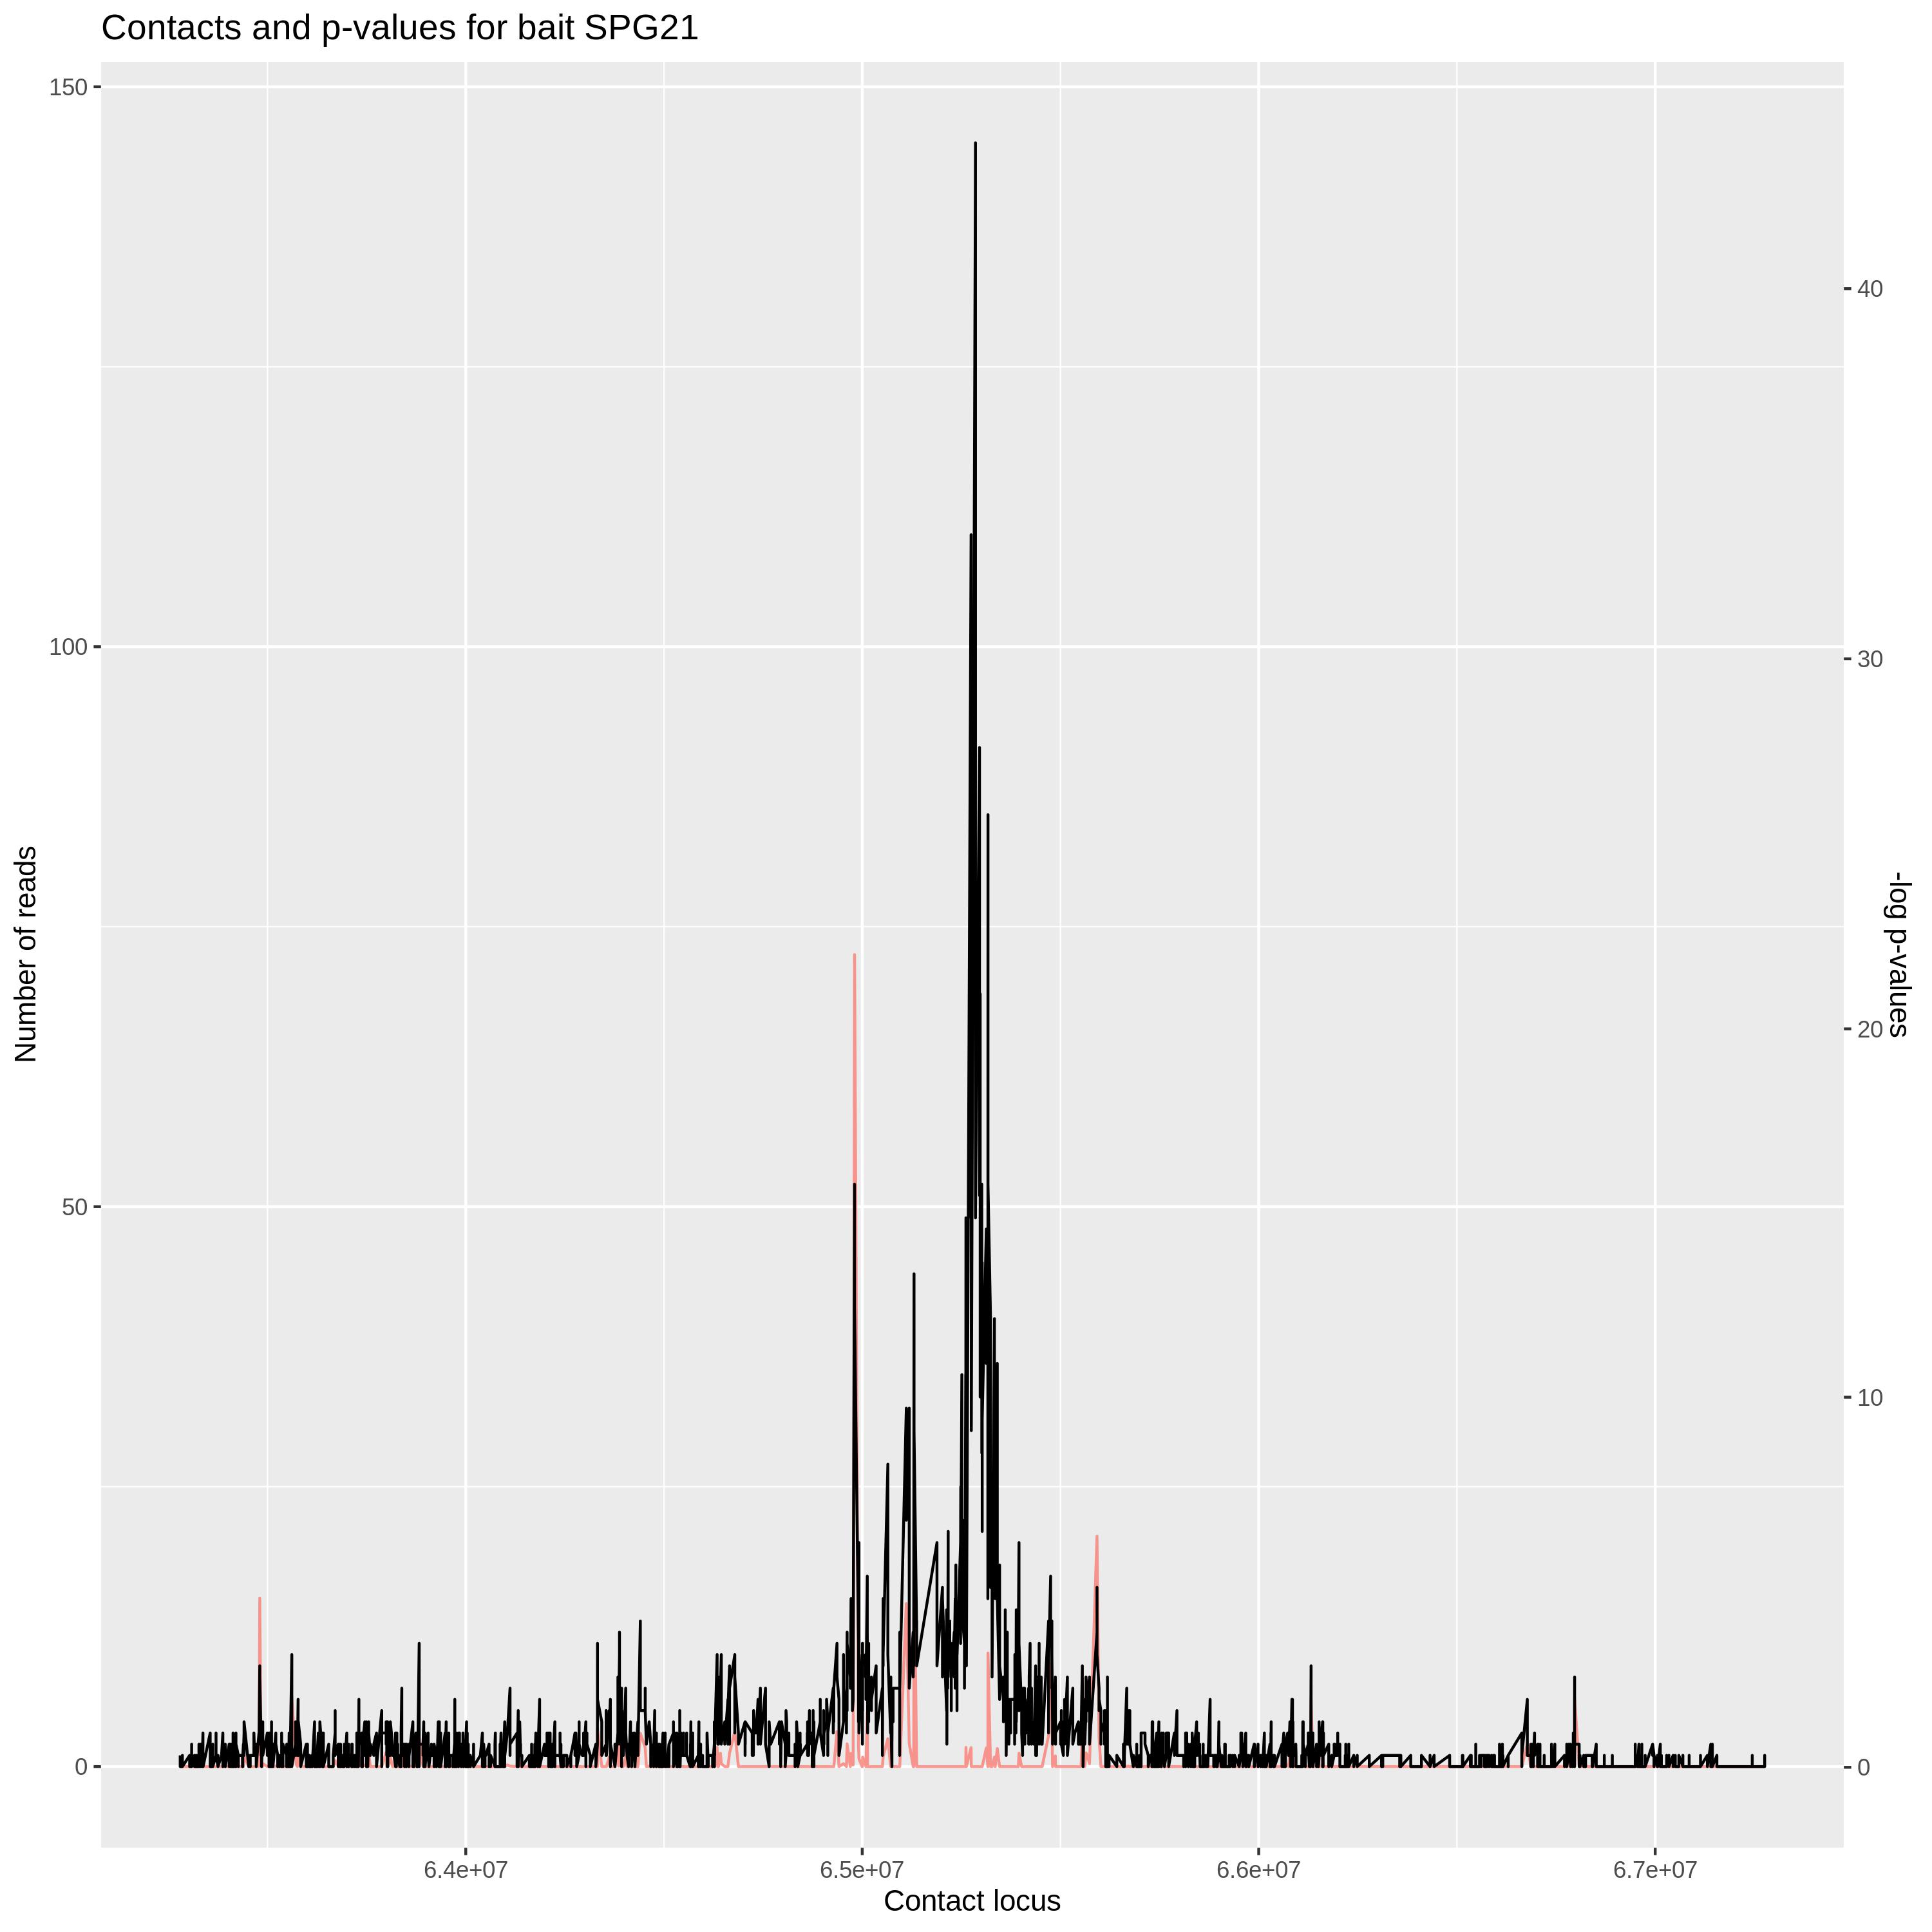 Contacts and p-values for bait SPG21
150
100
50
0
Number of reads
40
30
20
10
0
-log p-values
6.4e+07
6.5e+07
6.6e+07
6.7e+07
Contact locus